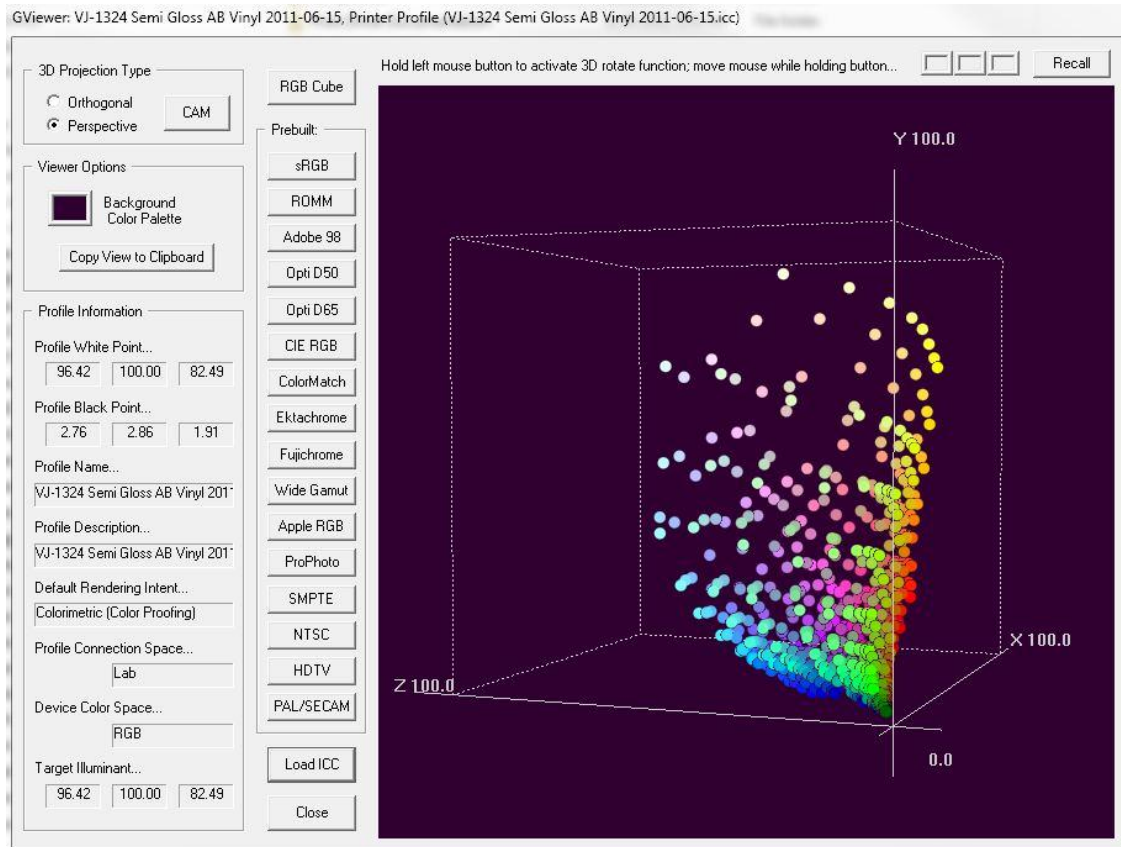 GViewer: VJ-1324 Semi Gloss AB Vinyl 2011-06-15, Printer Profile (VJ-1324 Semi Gloss AB Vinyl 2011-06-15.icc)
3D Projection Type
Orthogonal
Perspective
CAM
Viewer Options
Background
Color Palette
Copy View to Clipboard
Profile Information
Profile White Point...
96.42 100.00 82.49
Profile Black Point...
2.76 2.86 1.91
Profile Name...
VJ-1324 Semi Gloss AB Vinyl 201
Profile Description...
VJ-1324 Semi Gloss AB Vinyl 201
Default Rendering Intent...
Colorimetric (Color Proofing)
Profile Connection Space...
Lab
Device Color Space...
RGB
Target Illuminant...
96.42 100.00 82.49
RGB Cube
Prebuilt:
sRGB
ROMM
Adobe 98
Opti D50
Opti D65
CIE RGB
ColorMatch
Ektachrome
Fujichrome
Wide Gamut
Apple RGB
ProPhoto
SMPTE
NTSC
HDTV
PAL/SECAM
Load ICC
Close
Hold left mouse button to activate 3D rotate function; move mouse while holding button...
Recall
Y 100.0
X 100.0
Z 100.0
0.0